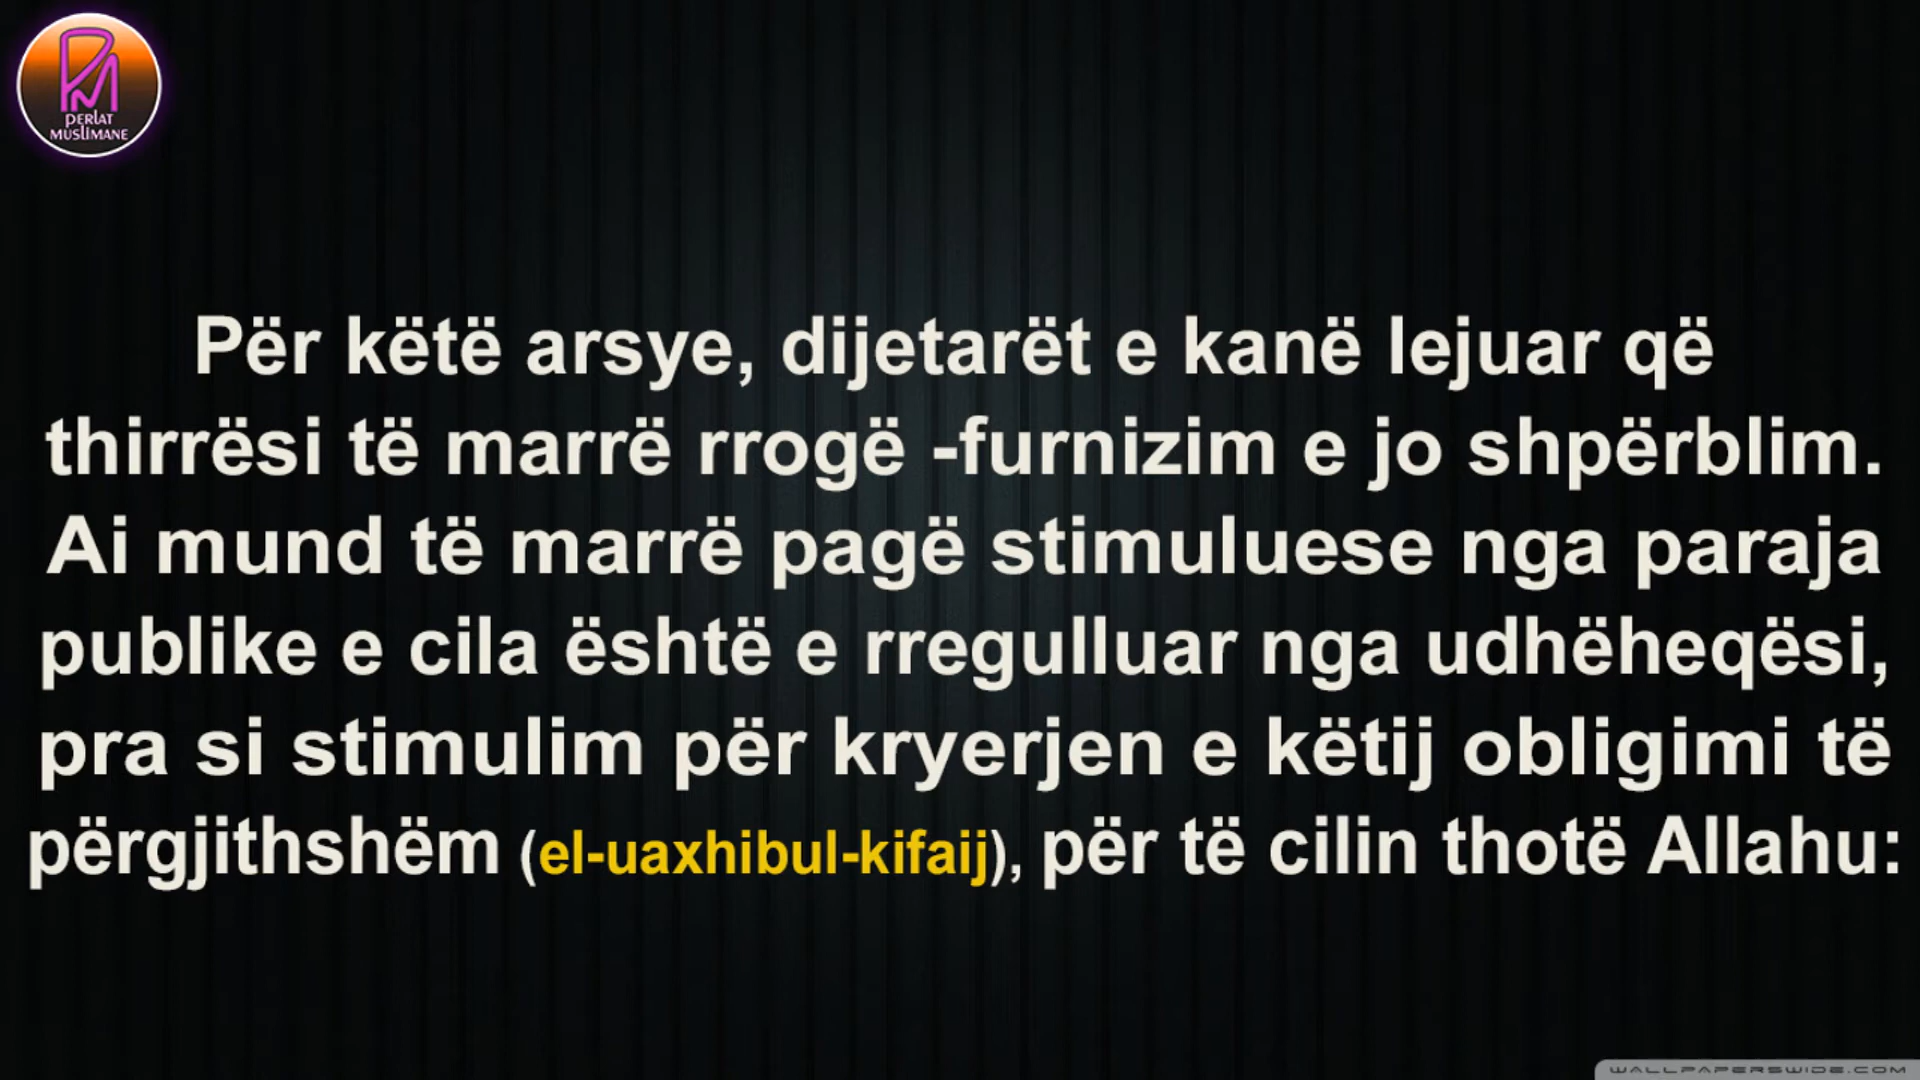 PERLAT
MUSLIMANE
Për këtë arsye, dijetarët e kanë lejuar që
thirrësi të marrë rrogë -furnizim e jo shpërblim.
Ai mund të marrë pagë stimuluese nga paraja
publike e cila është e rregulluar nga udhëheqësi,
pra si stimulim për kryerjen e këtij obligimi të
përgjithshëm (el-uaxhibul-kifaij), për të cilin thotë Allahu:
WALLPAPERSWIDE.COM